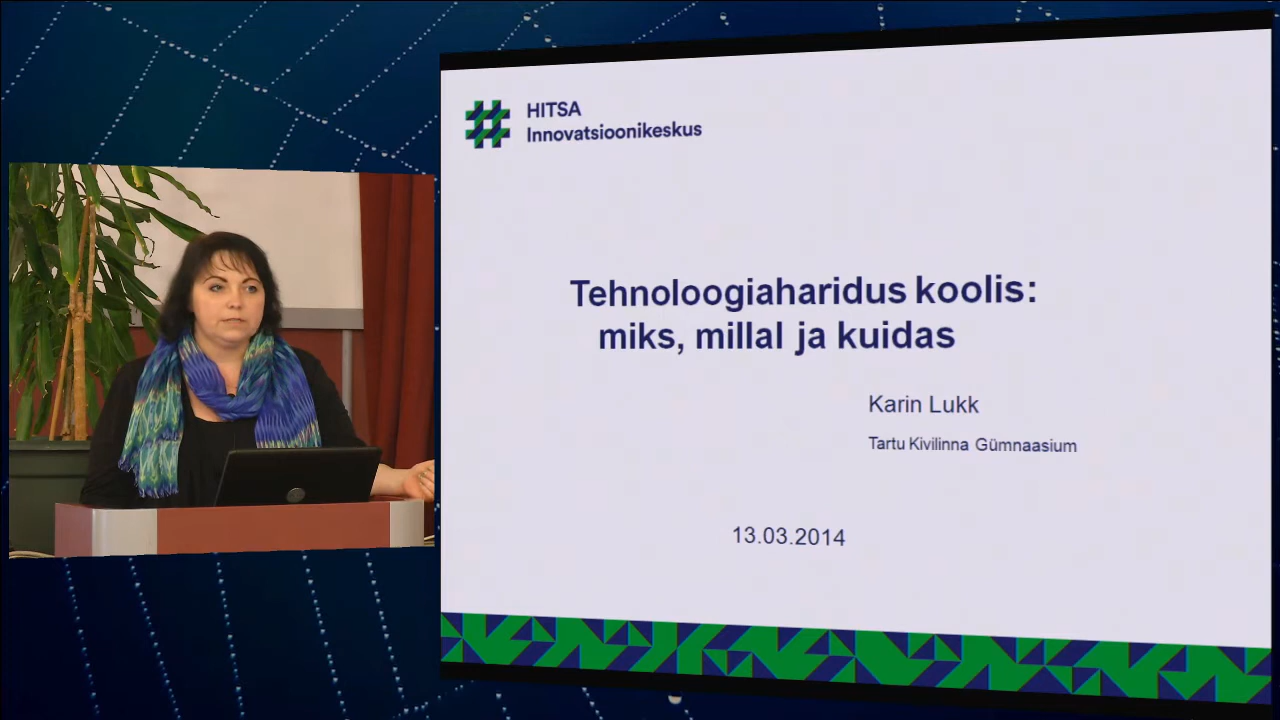 HITSA
Innovatsioonikeskus
Tehnoloogiaharidus koolis:
miks, millal ja kuidas
Karin Lukk
Tartu Kivilinna Gümnaasium
13.03.2014